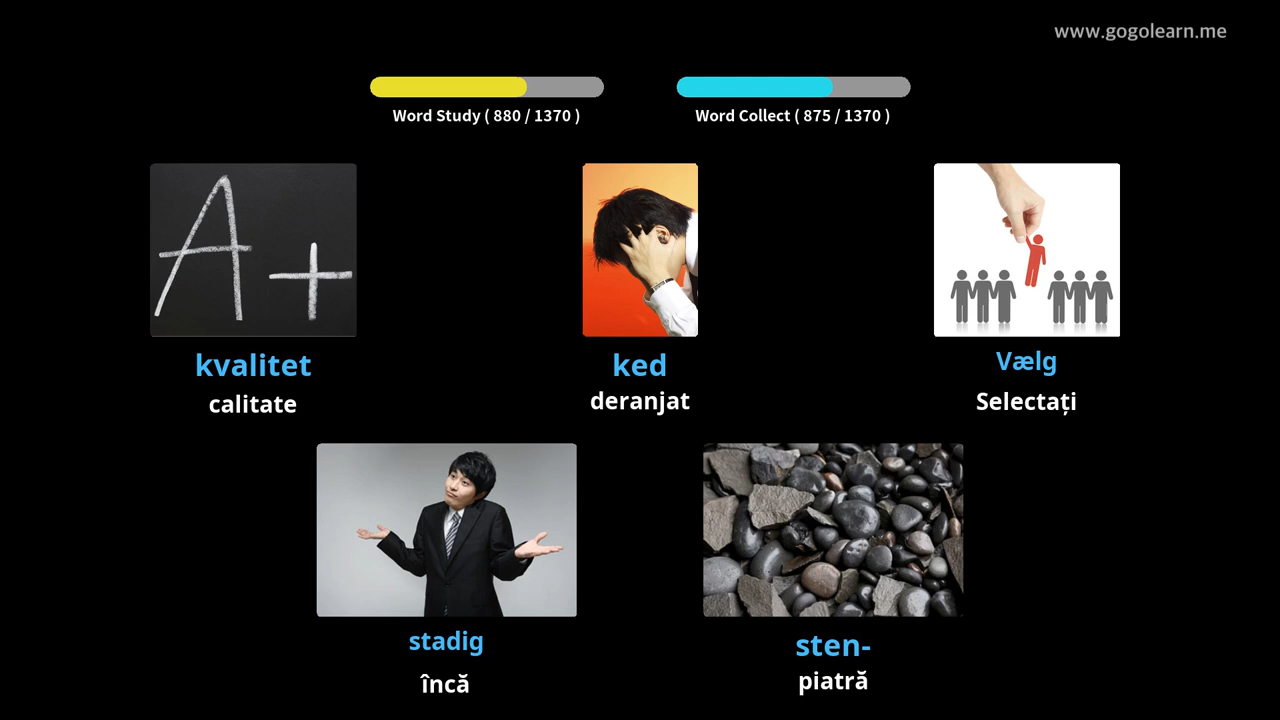 www.gogolearn.me
Word Study ( 880 / 1370 )
Word Collect ( 875 / 1370 )
A+
kvalitet
calitate
ked
deranjat
Vælg
Selectați
stadig
încă
sten-
piatră